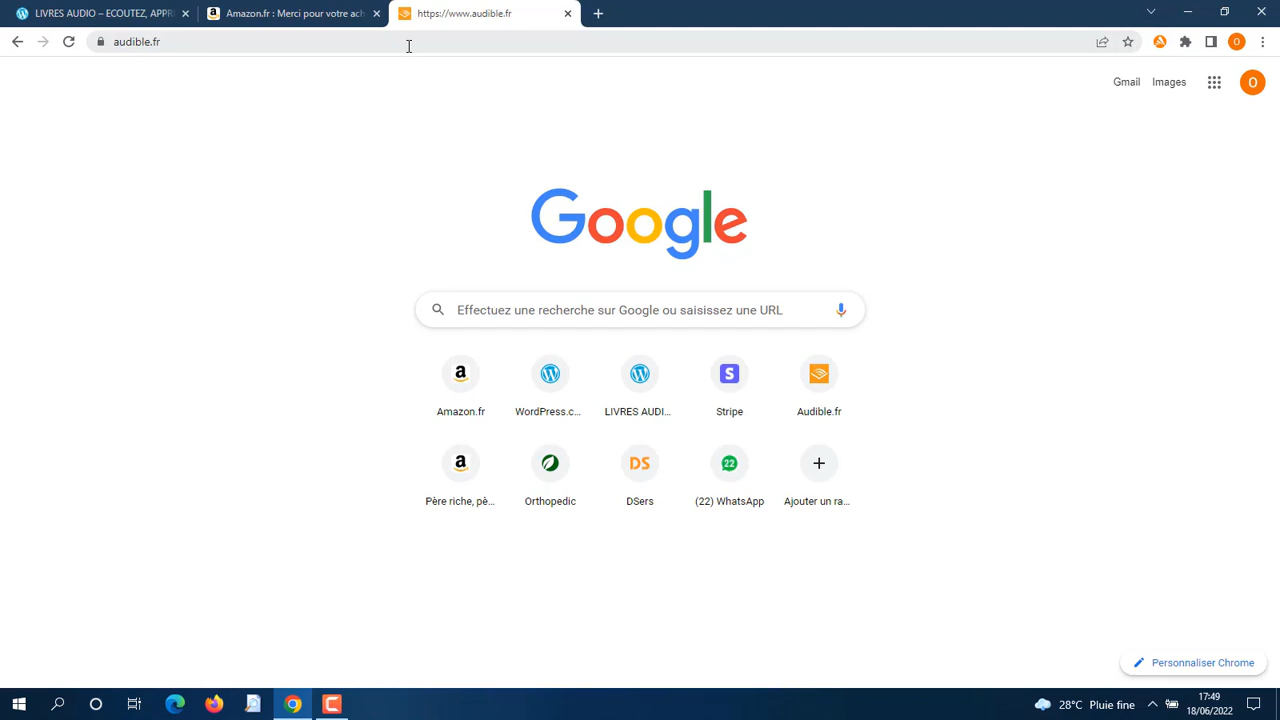 LIVRES AUDIO – ECOUTEZ, APPR
Amazon.fr : Merci pour votre ach
https://www.audible.fr
audible.fr
O
Gmail
Images
O
Google
Effectuez une recherche sur Google ou saisissez une URL
Amazon.fr
WordPress.c...
LIVRES AUDI...
S
Stripe
Audible.fr
Père riche, pè...
Orthopedic
DS
DSers
22
(22) WhatsApp
Ajouter un ra...
Personnaliser Chrome
28°C Pluie fine
17:49
18/06/2022